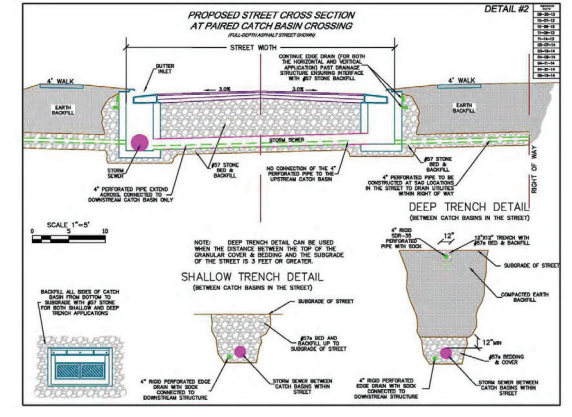 PROPOSED STREET CROSS SECTION
AT PAIRED CATCH BASIN CROSSING
(FULL-DEPTH ASPHALT STREET SHOWN)
DETAIL #2
STREET WIDTH
CONTINUE EDGE DRAIN (FOR BOTH
THE HORIZONTAL AND VERTICAL
APPLICATION) PAST DRAINAGE
STRUCTURE ENSURING INTERFACE
WITH #57 STONE BACKFILL
GUTTER
INLET
4' WALK
3.0%
3.0%
4' WALK
EARTH
BACKFILL
EARTH
BACKFILL
STORM SEWER
STORM
SEWER
#57 STONE
BED &
BACKFILL
NO CONNECTION OF THE 4"
PERFORATED PIPE TO THE
UPSTREAM CATCH BASIN
#57 STONE
BED &
BACKFILL
4" PERFORATED PIPE EXTEND
ACROSS, CONNECTED TO
DOWNSTREAM CATCH BASIN ONLY
4" PERFORATED PIPE TO BE
CONSTRUCTED AT SAG LOCATIONS
IN THE STREET TO DRAIN UTILITIES
WITHIN RIGHT OF WAY
RIGHT OF WAY
SCALE 1"=5'
0 5 10
DEEP TRENCH DETAIL
(BETWEEN CATCH BASINS IN THE STREET)
NOTE: DEEP TRENCH DETAIL CAN BE USED
WHEN THE DISTANCE BETWEEN THE TOP OF THE
GRANULAR COVER & BEDDING AND THE SUBGRADE
OF THE STREET IS 3 FEET OR GREATER.
4" RIGID
SDR-35
PERFORATED
PIPE WITH SOCK
12"
12"X12" TRENCH WITH
#57s BED & BACKFILL
SUBGRADE OF STREET
COMPACTED EARTH
BACKFILL
12" MIN
#57s BEDDING
& COVER
4" RIGID PERFORATED
EDGE DRAIN WITH SOCK
CONNECTED TO
DOWNSTREAM STRUCTURE
STORM SEWER BETWEEN
CATCH BASINS WITHIN
STREET
SHALLOW TRENCH DETAIL
(BETWEEN CATCH BASINS IN THE STREET)
SUBGRADE OF STREET
#57s BED AND
BACKFILL UP TO
SUBGRADE OF STREET
4" RIGID PERFORATED EDGE
DRAIN WITH SOCK
CONNECTED TO
DOWNSTREAM STRUCTURE
STORM SEWER BETWEEN
CATCH BASINS WITHIN
STREET
BACKFILL ALL SIDES OF CATCH
BASIN FROM BOTTOM TO
SUBGRADE WITH #57 STONE
FOR BOTH SHALLOW AND DEEP
TRENCH APPLICATIONS